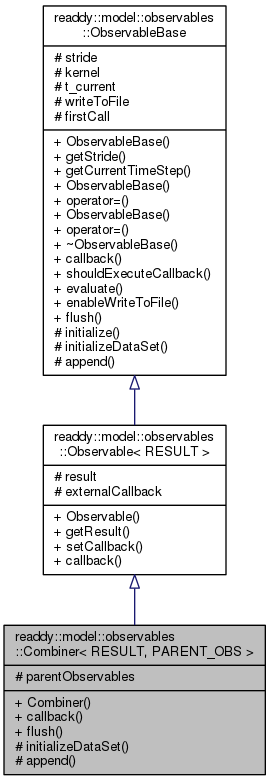 readdy::model::observables
::ObservableBase
# stride
# kernel
# t_current
# writeToFile
# firstCall
+ ObservableBase()
+ getStride()
+ getCurrentTimeStep()
+ ObservableBase()
+ operator=()
+ ObservableBase()
+ operator=()
+ ~ObservableBase()
+ callback()
+ shouldExecuteCallback()
+ evaluate()
+ enableWriteToFile()
+ flush()
# initialize()
# initializeDataSet()
# append()
readdy::model::observables
::Observable< RESULT >
# result
# externalCallback
+ Observable()
+ getResult()
+ setCallback()
+ callback()
readdy::model::observables
::Combiner< RESULT, PARENT_OBS >
# parentObservables
+ Combiner()
+ callback()
+ flush()
# initializeDataSet()
# append()